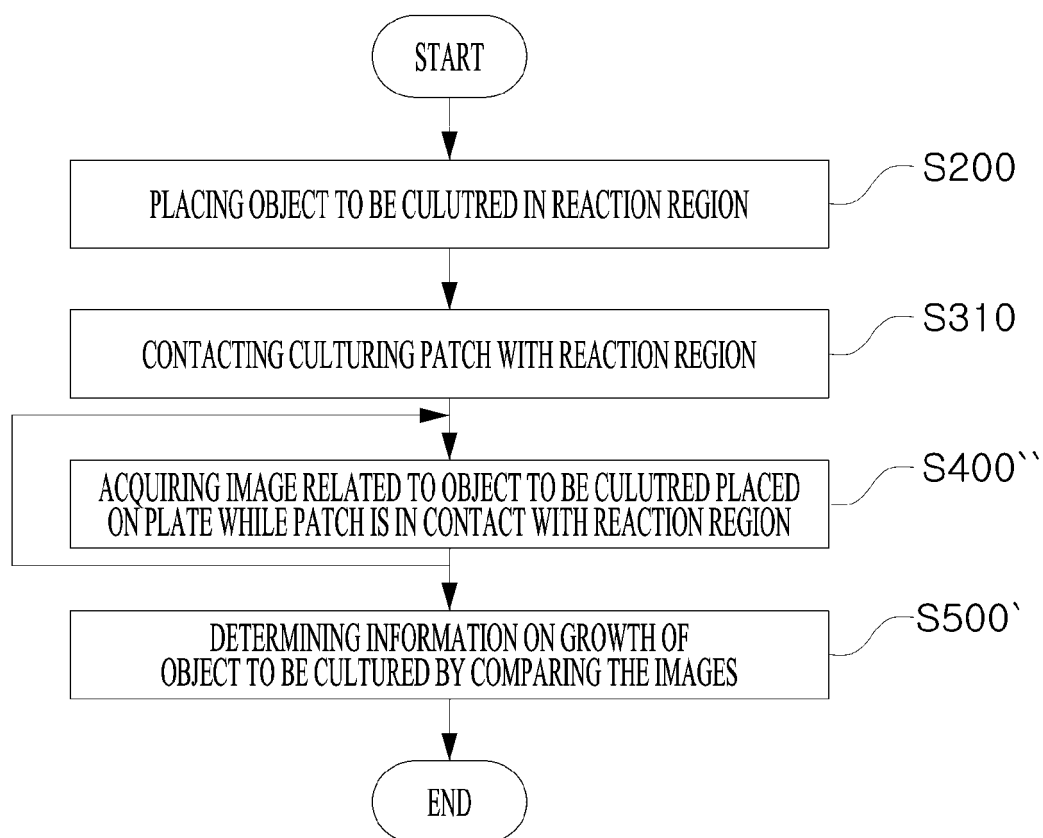 START
PLACING OBJECT TO BE CULUTRED IN REACTION REGION
S200
CONTACTING CULTURING PATCH WITH REACTION REGION
S310
ACQUIRING IMAGE RELATED TO OBJECT TO BE CULUTRED PLACED
ON PLATE WHILE PATCH IS IN CONTACT WITH REACTION REGION
S400``
DETERMINING INFORMATION ON GROWTH OF
OBJECT TO BE CULTURED BY COMPARING THE IMAGES
S500`
END